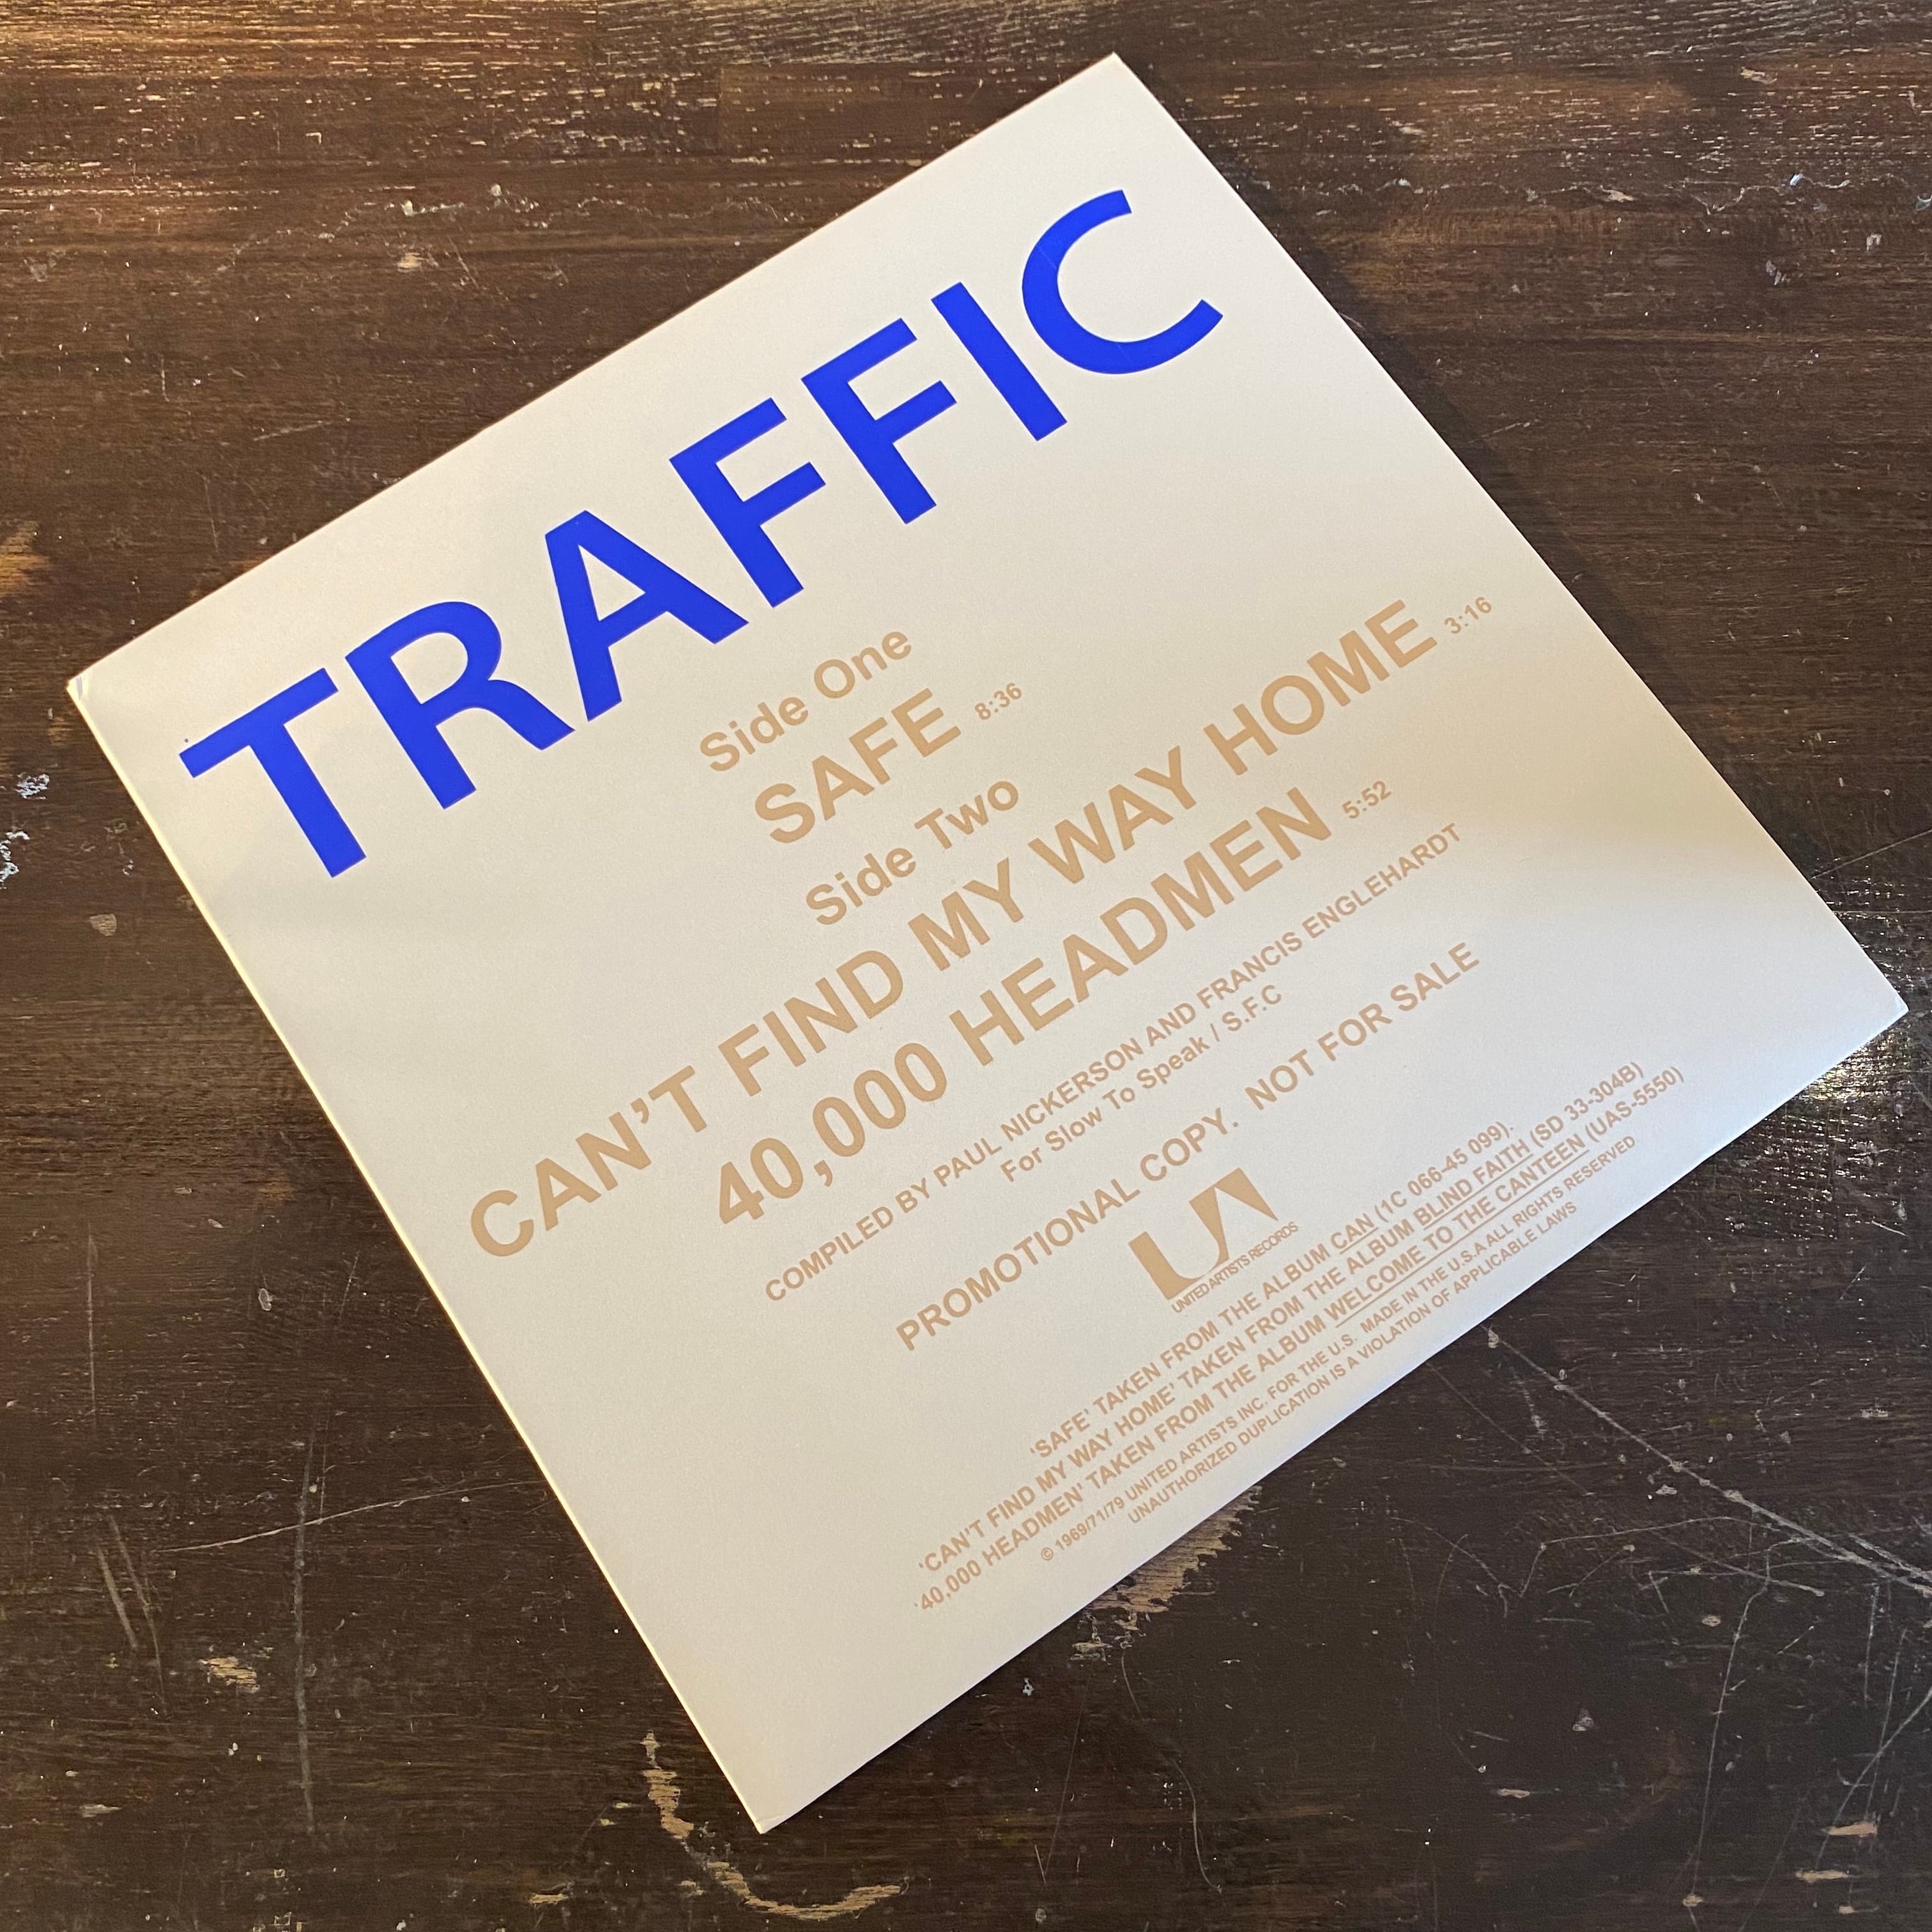 TRAFFIC
Side One
SAFE 8:36
Side Two
CAN'T FIND MY WAY HOME 3:16
40,000 HEADMEN 5:52
COMPILED BY PAUL NICKERSON AND FRANCIS ENGLEHARDT
For Slow To Speak / S.F.C
PROMOTIONAL COPY. NOT FOR SALE
UNITED ARTISTS RECORDS
'SAFE' TAKEN FROM THE ALBUM CAN (1C 066-45 099).
'CAN'T FIND MY WAY HOME' TAKEN FROM THE ALBUM BLIND FAITH (SD 33-304B)
'40,000 HEADMEN' TAKEN FROM THE ALBUM WELCOME TO THE CANTEEN (UAS-5550)
© 1969/71/79 UNITED ARTISTS INC. FOR THE U.S. MADE IN THE U.S.A ALL RIGHTS RESERVED
UNAUTHORIZED DUPLICATION IS A VIOLATION OF APPLICABLE LAWS